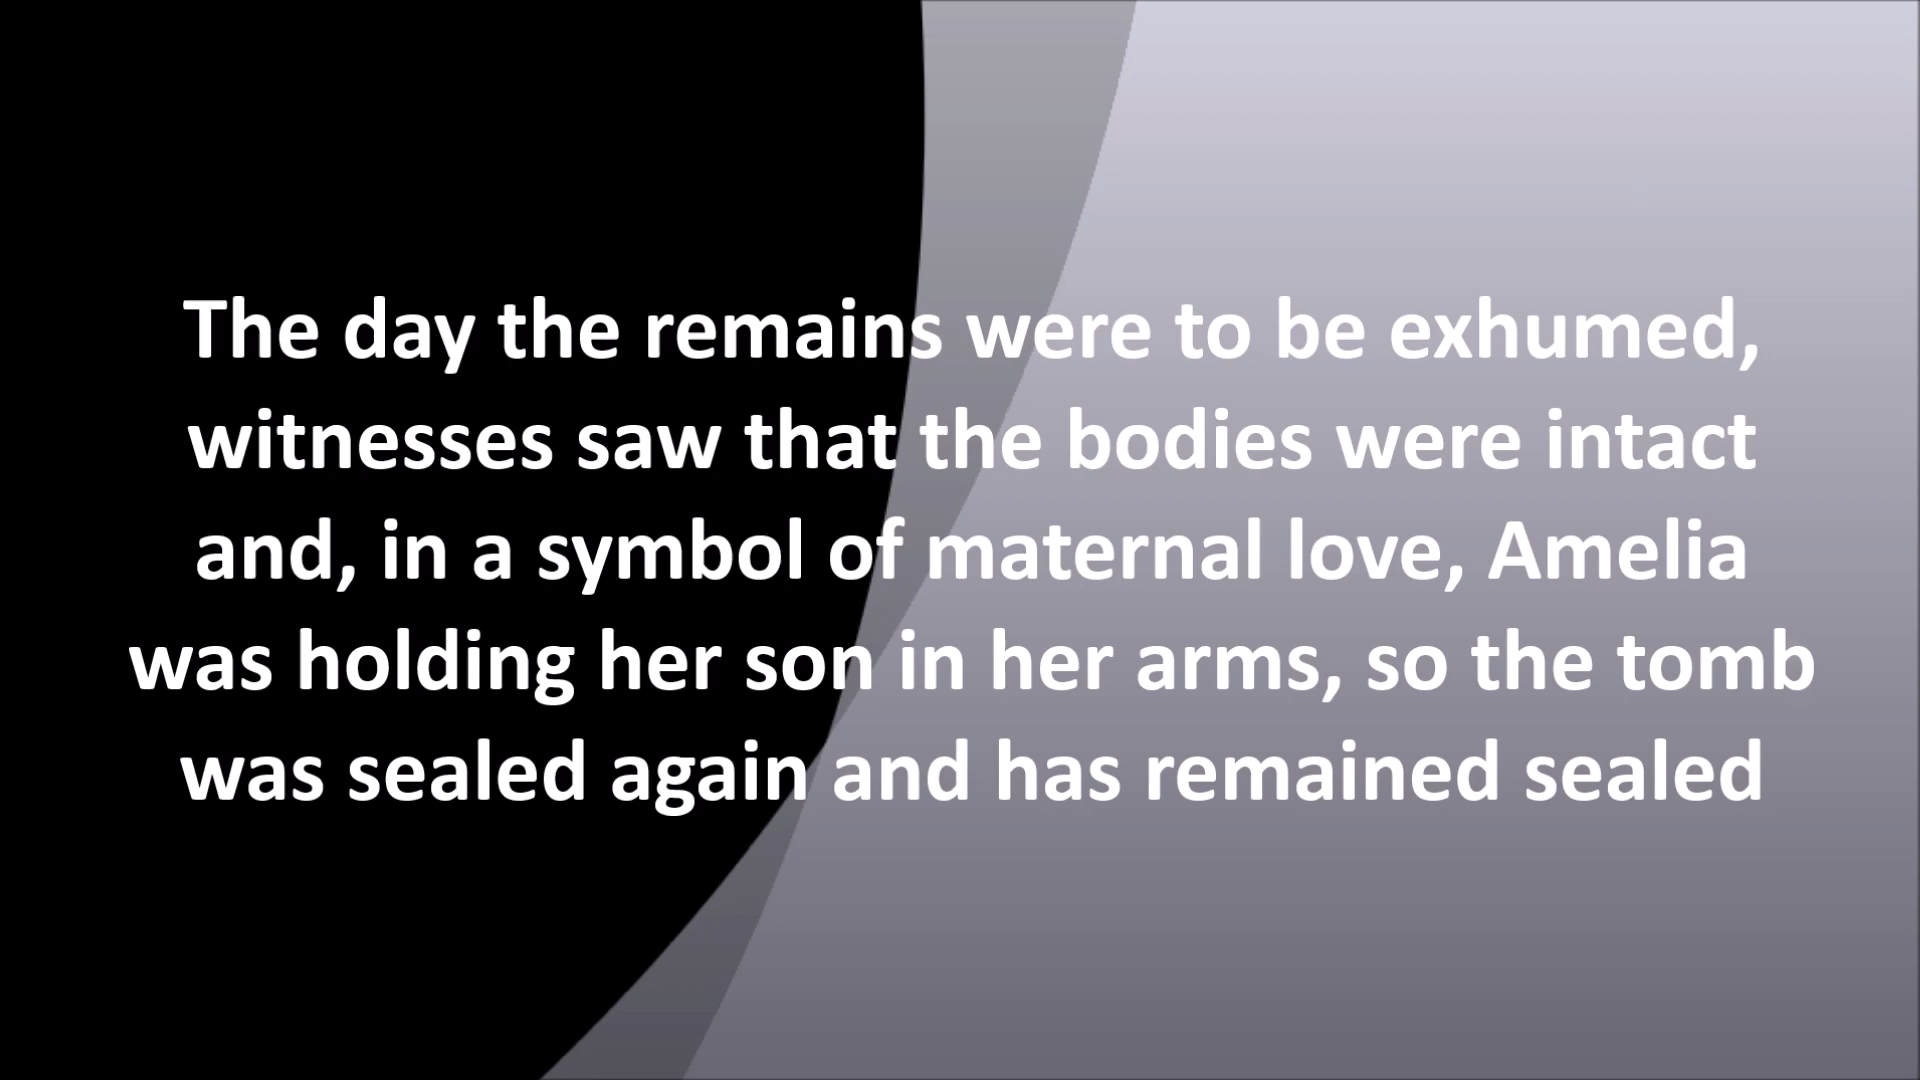 The day the remains were to be exhumed,
witnesses saw that the bodies were intact
and, in a symbol of maternal love, Amelia
was holding her son in her arms, so the tomb
was sealed again and has remained sealed